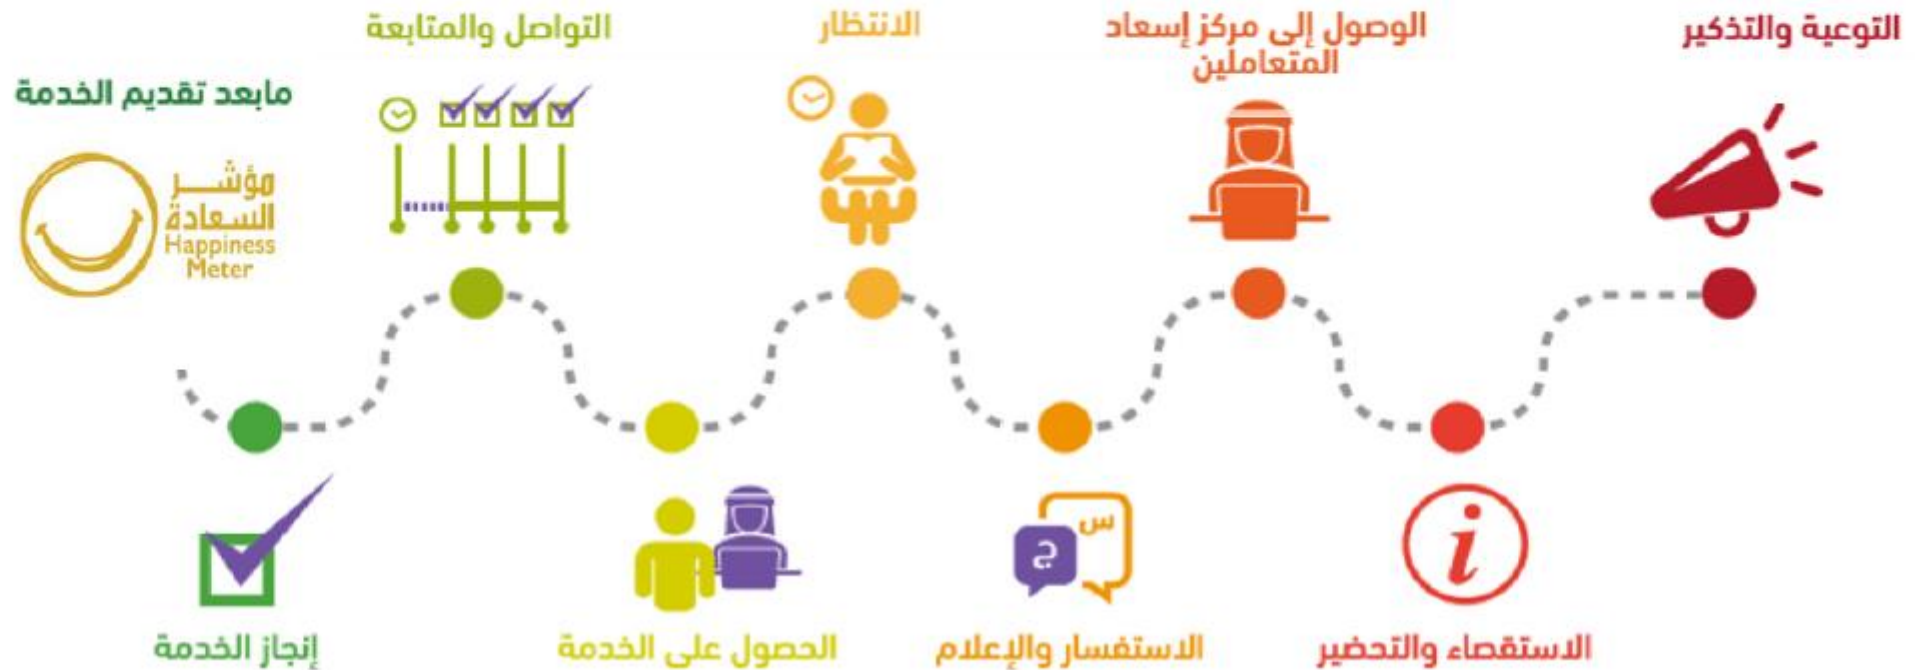 التوعية والتذكير
الوصول إلى مركز إسعاد
المتعاملين
الانتظار
التواصل والمتابعة
مابعد تقديم الخدمة
مؤشر
السعادة
Happiness
Meter
س
ج
i
الاستقصاء والتحضير
الاستفسار والإعلام
الحصول على الخدمة
إنجاز الخدمة